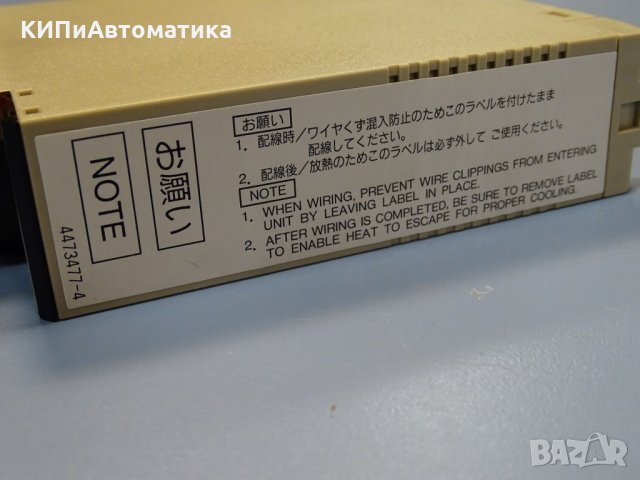 КИПиАвтоматика
NOTE
お願い
4473477-4
お願い
1. 配線時/ワイヤくず混入防止のためこのラベルを付けたまま
配線してください。
2. 配線後/放熱のためこのラベルは必ず外して ご使用ください。
NOTE
1. WHEN WIRING, PREVENT WIRE CLIPPINGS FROM ENTERING
UNIT BY LEAVING LABEL IN PLACE.
2. AFTER WIRING IS COMPLETED, BE SURE TO REMOVE LABEL
TO ENABLE HEAT TO ESCAPE FOR PROPER COOLING.
BAZAR